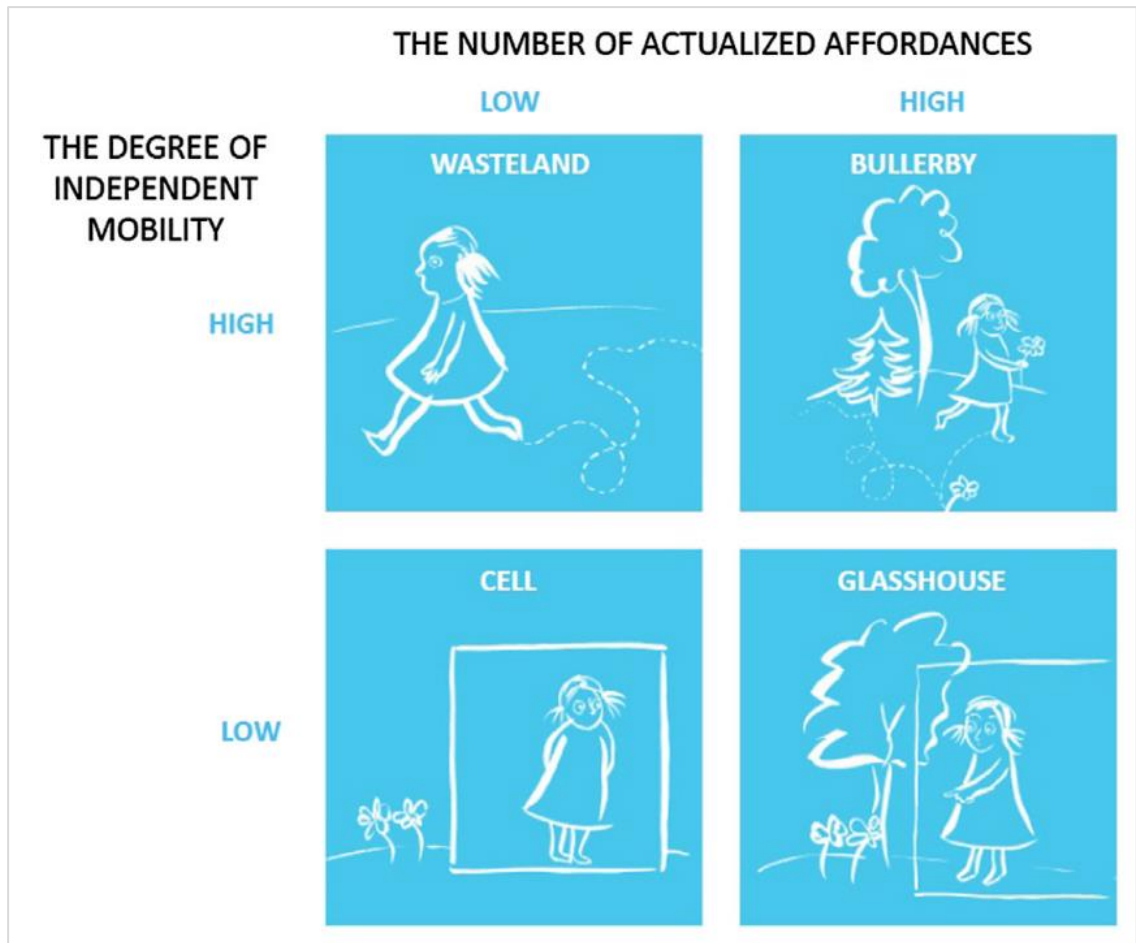 THE NUMBER OF ACTUALIZED AFFORDANCES
LOW
HIGH
THE DEGREE OF
INDEPENDENT
MOBILITY
WASTELAND
BULLERBY
HIGH
CELL
GLASSHOUSE
LOW